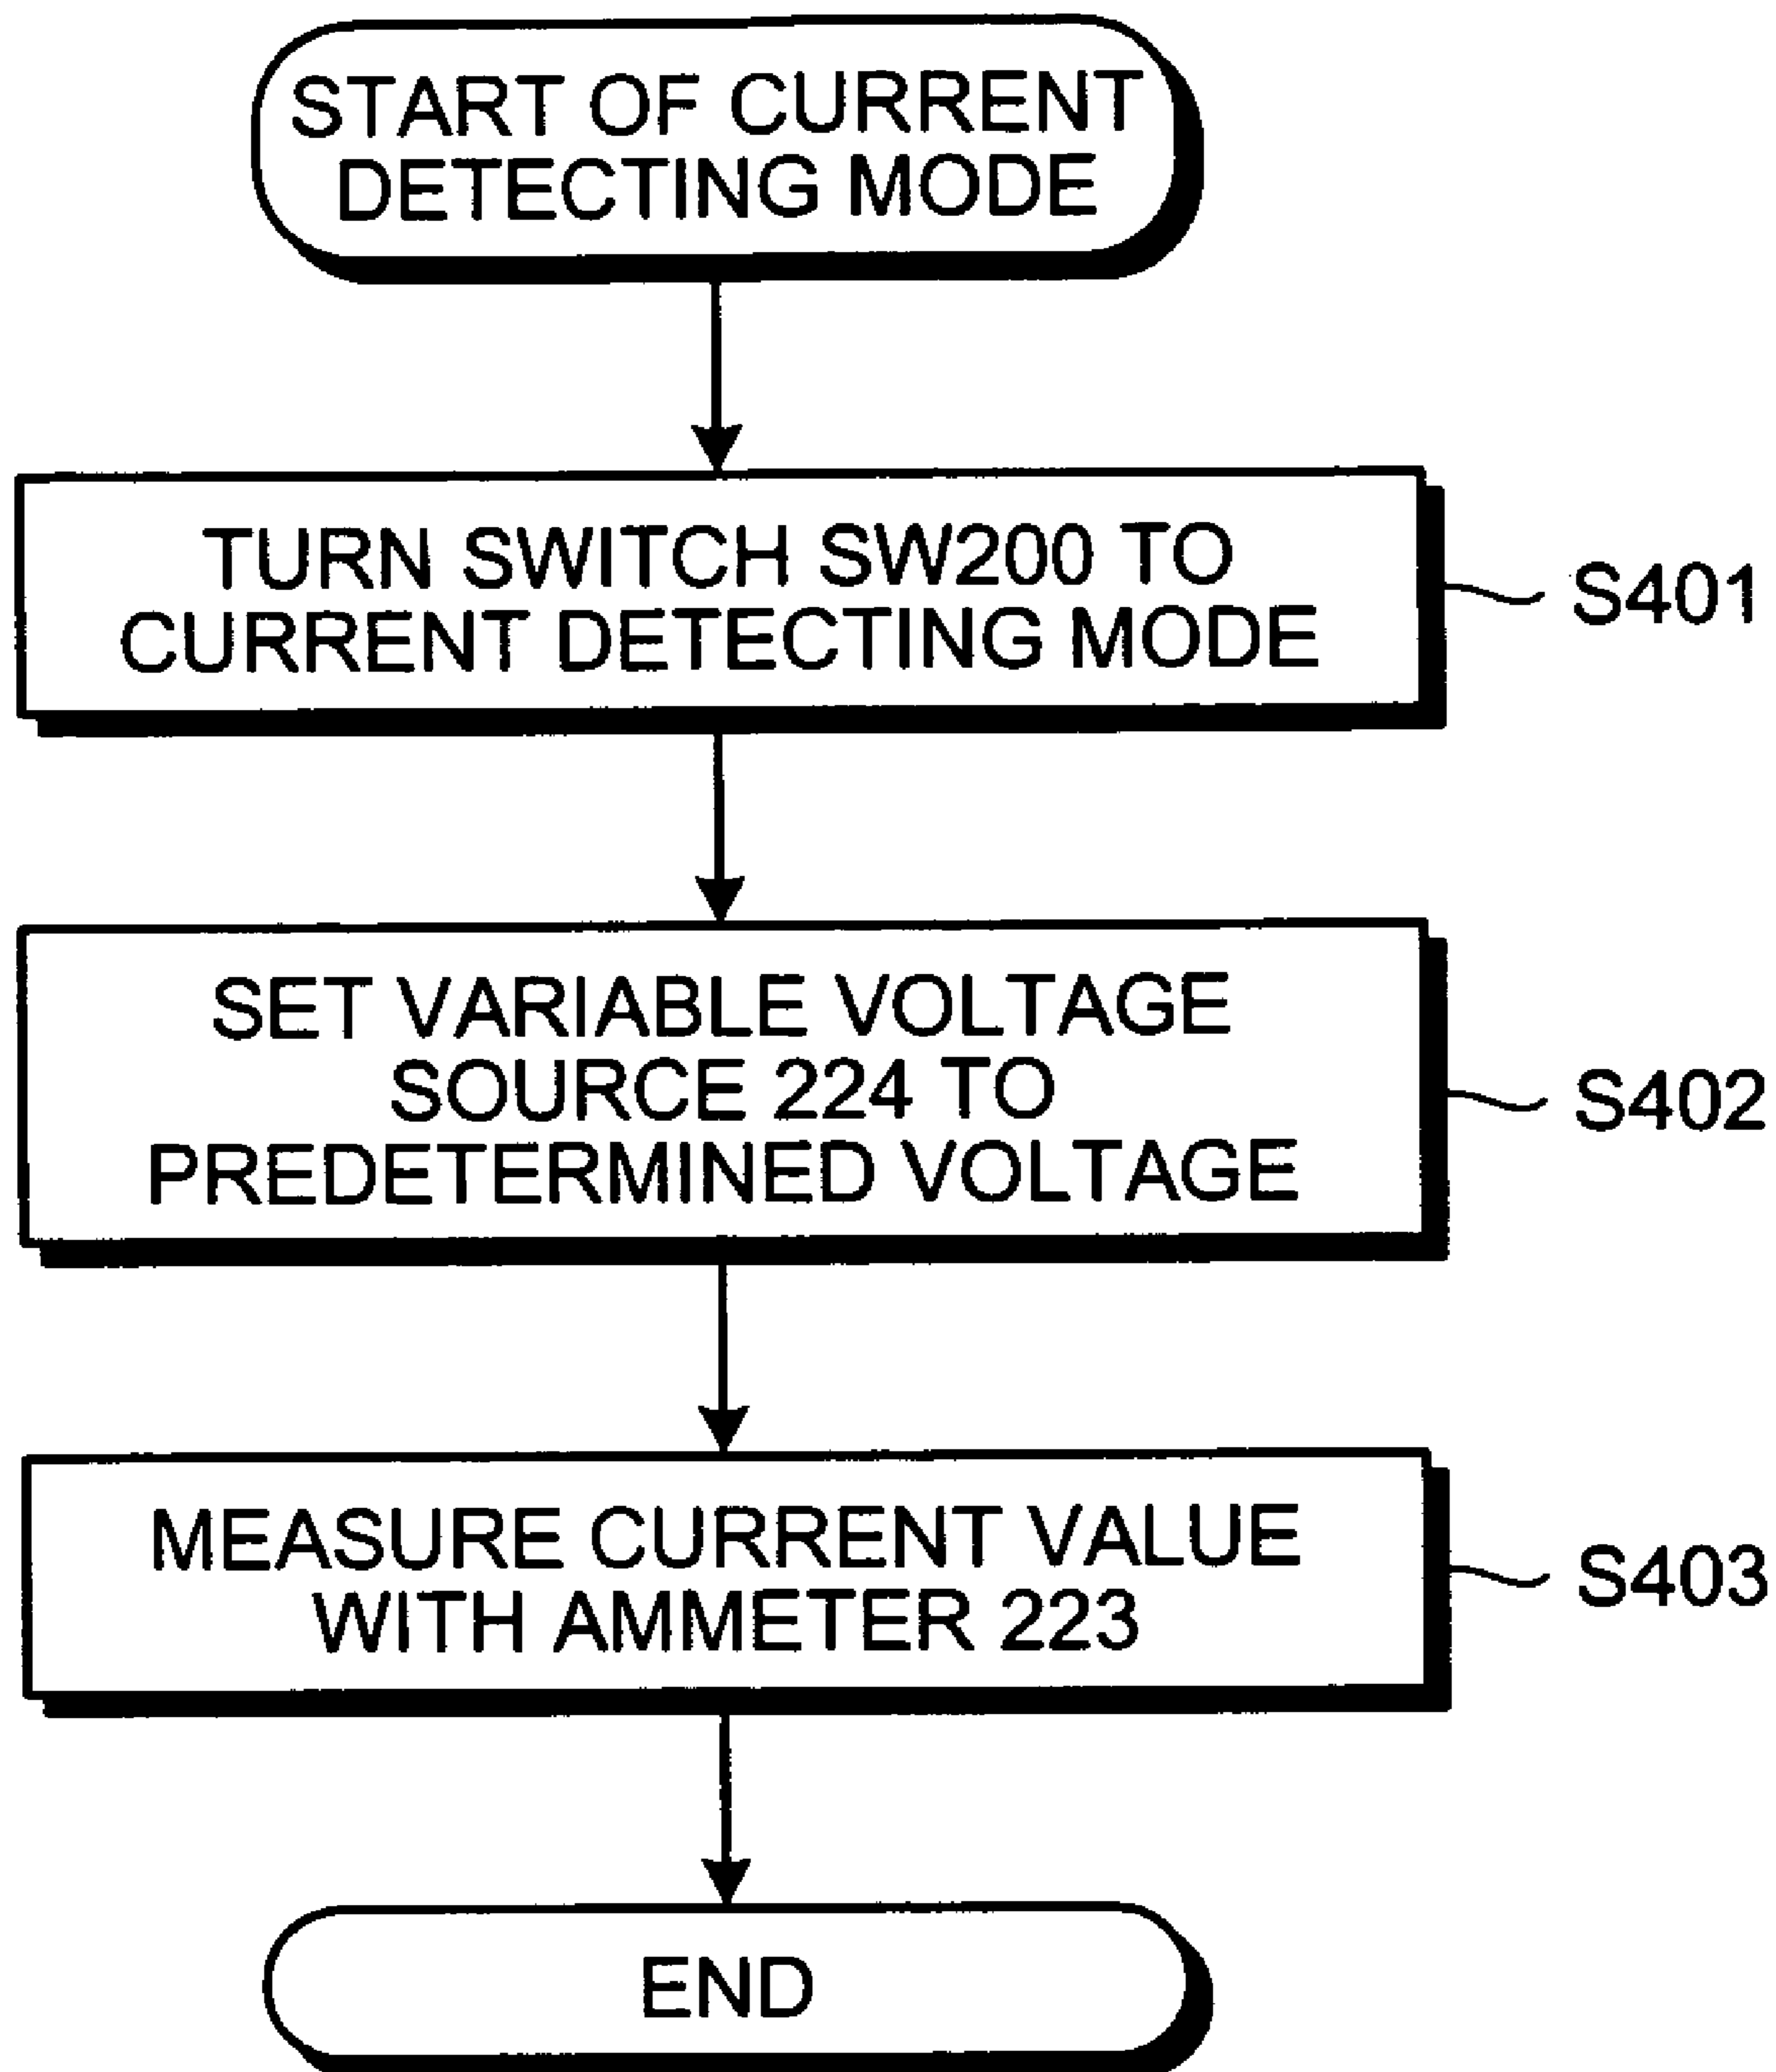 START OF CURRENT
DETECTING MODE
TURN SWITCH SW200 TO
CURRENT DETECTING MODE
S401
SET VARIABLE VOLTAGE
SOURCE 224 TO
PREDETERMINED VOLTAGE
S402
MEASURE CURRENT VALUE
WITH AMMETER 223
S403
END